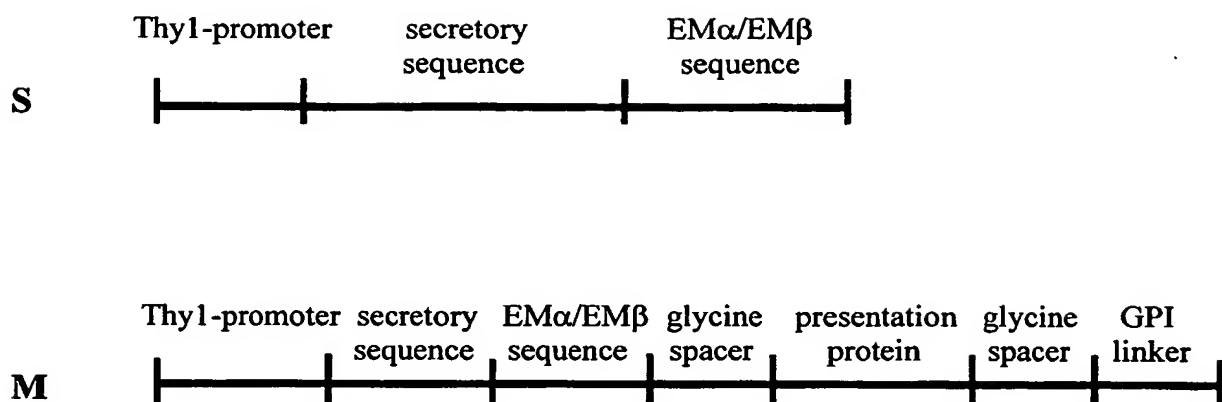 Thy1-promoter secretory EMα/EMβ
sequence sequence
S
Thy1-promoter secretory EMα/EMβ glycine presentation glycine GPI
sequence sequence spacer protein spacer linker
M